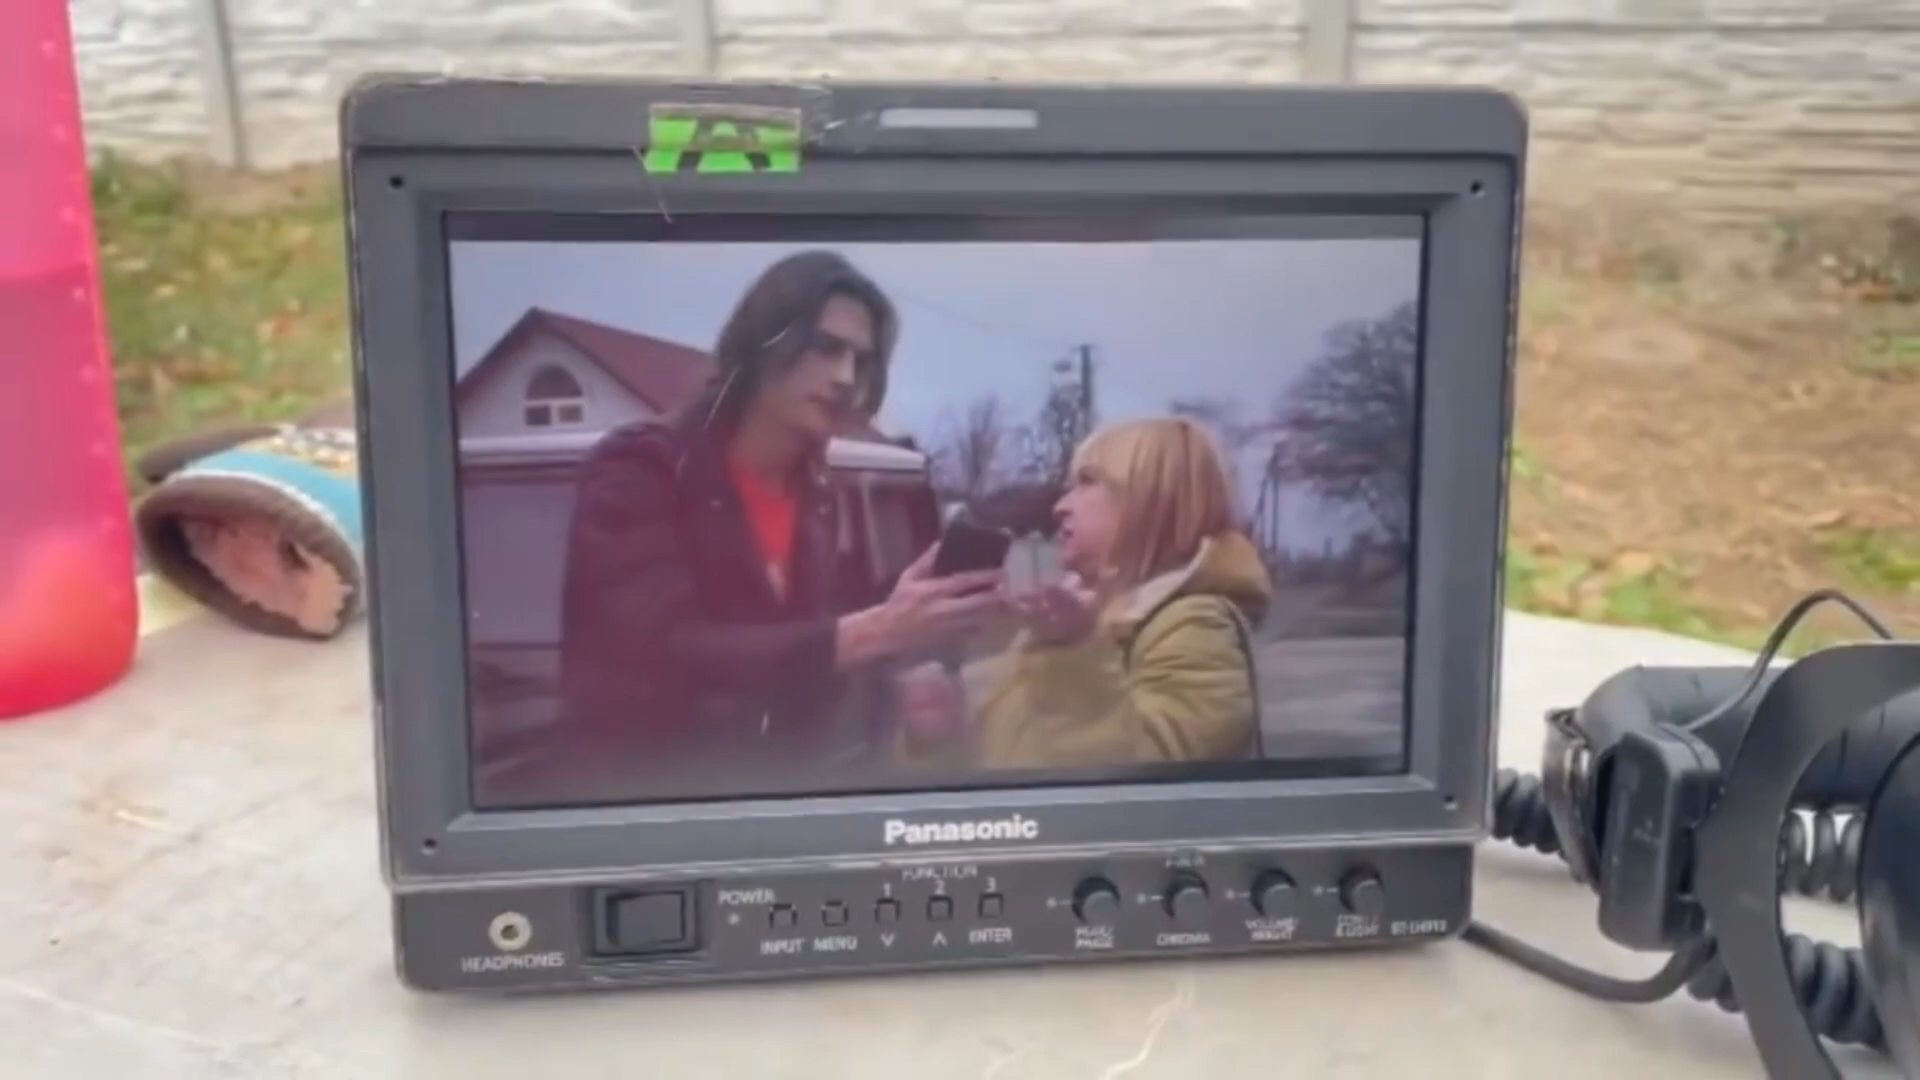 A
Panasonic
FUNCTION
POWER 1 2 3
INPUT MENU ∨ ∧ ENTER
HEADPHONES
CHROMA